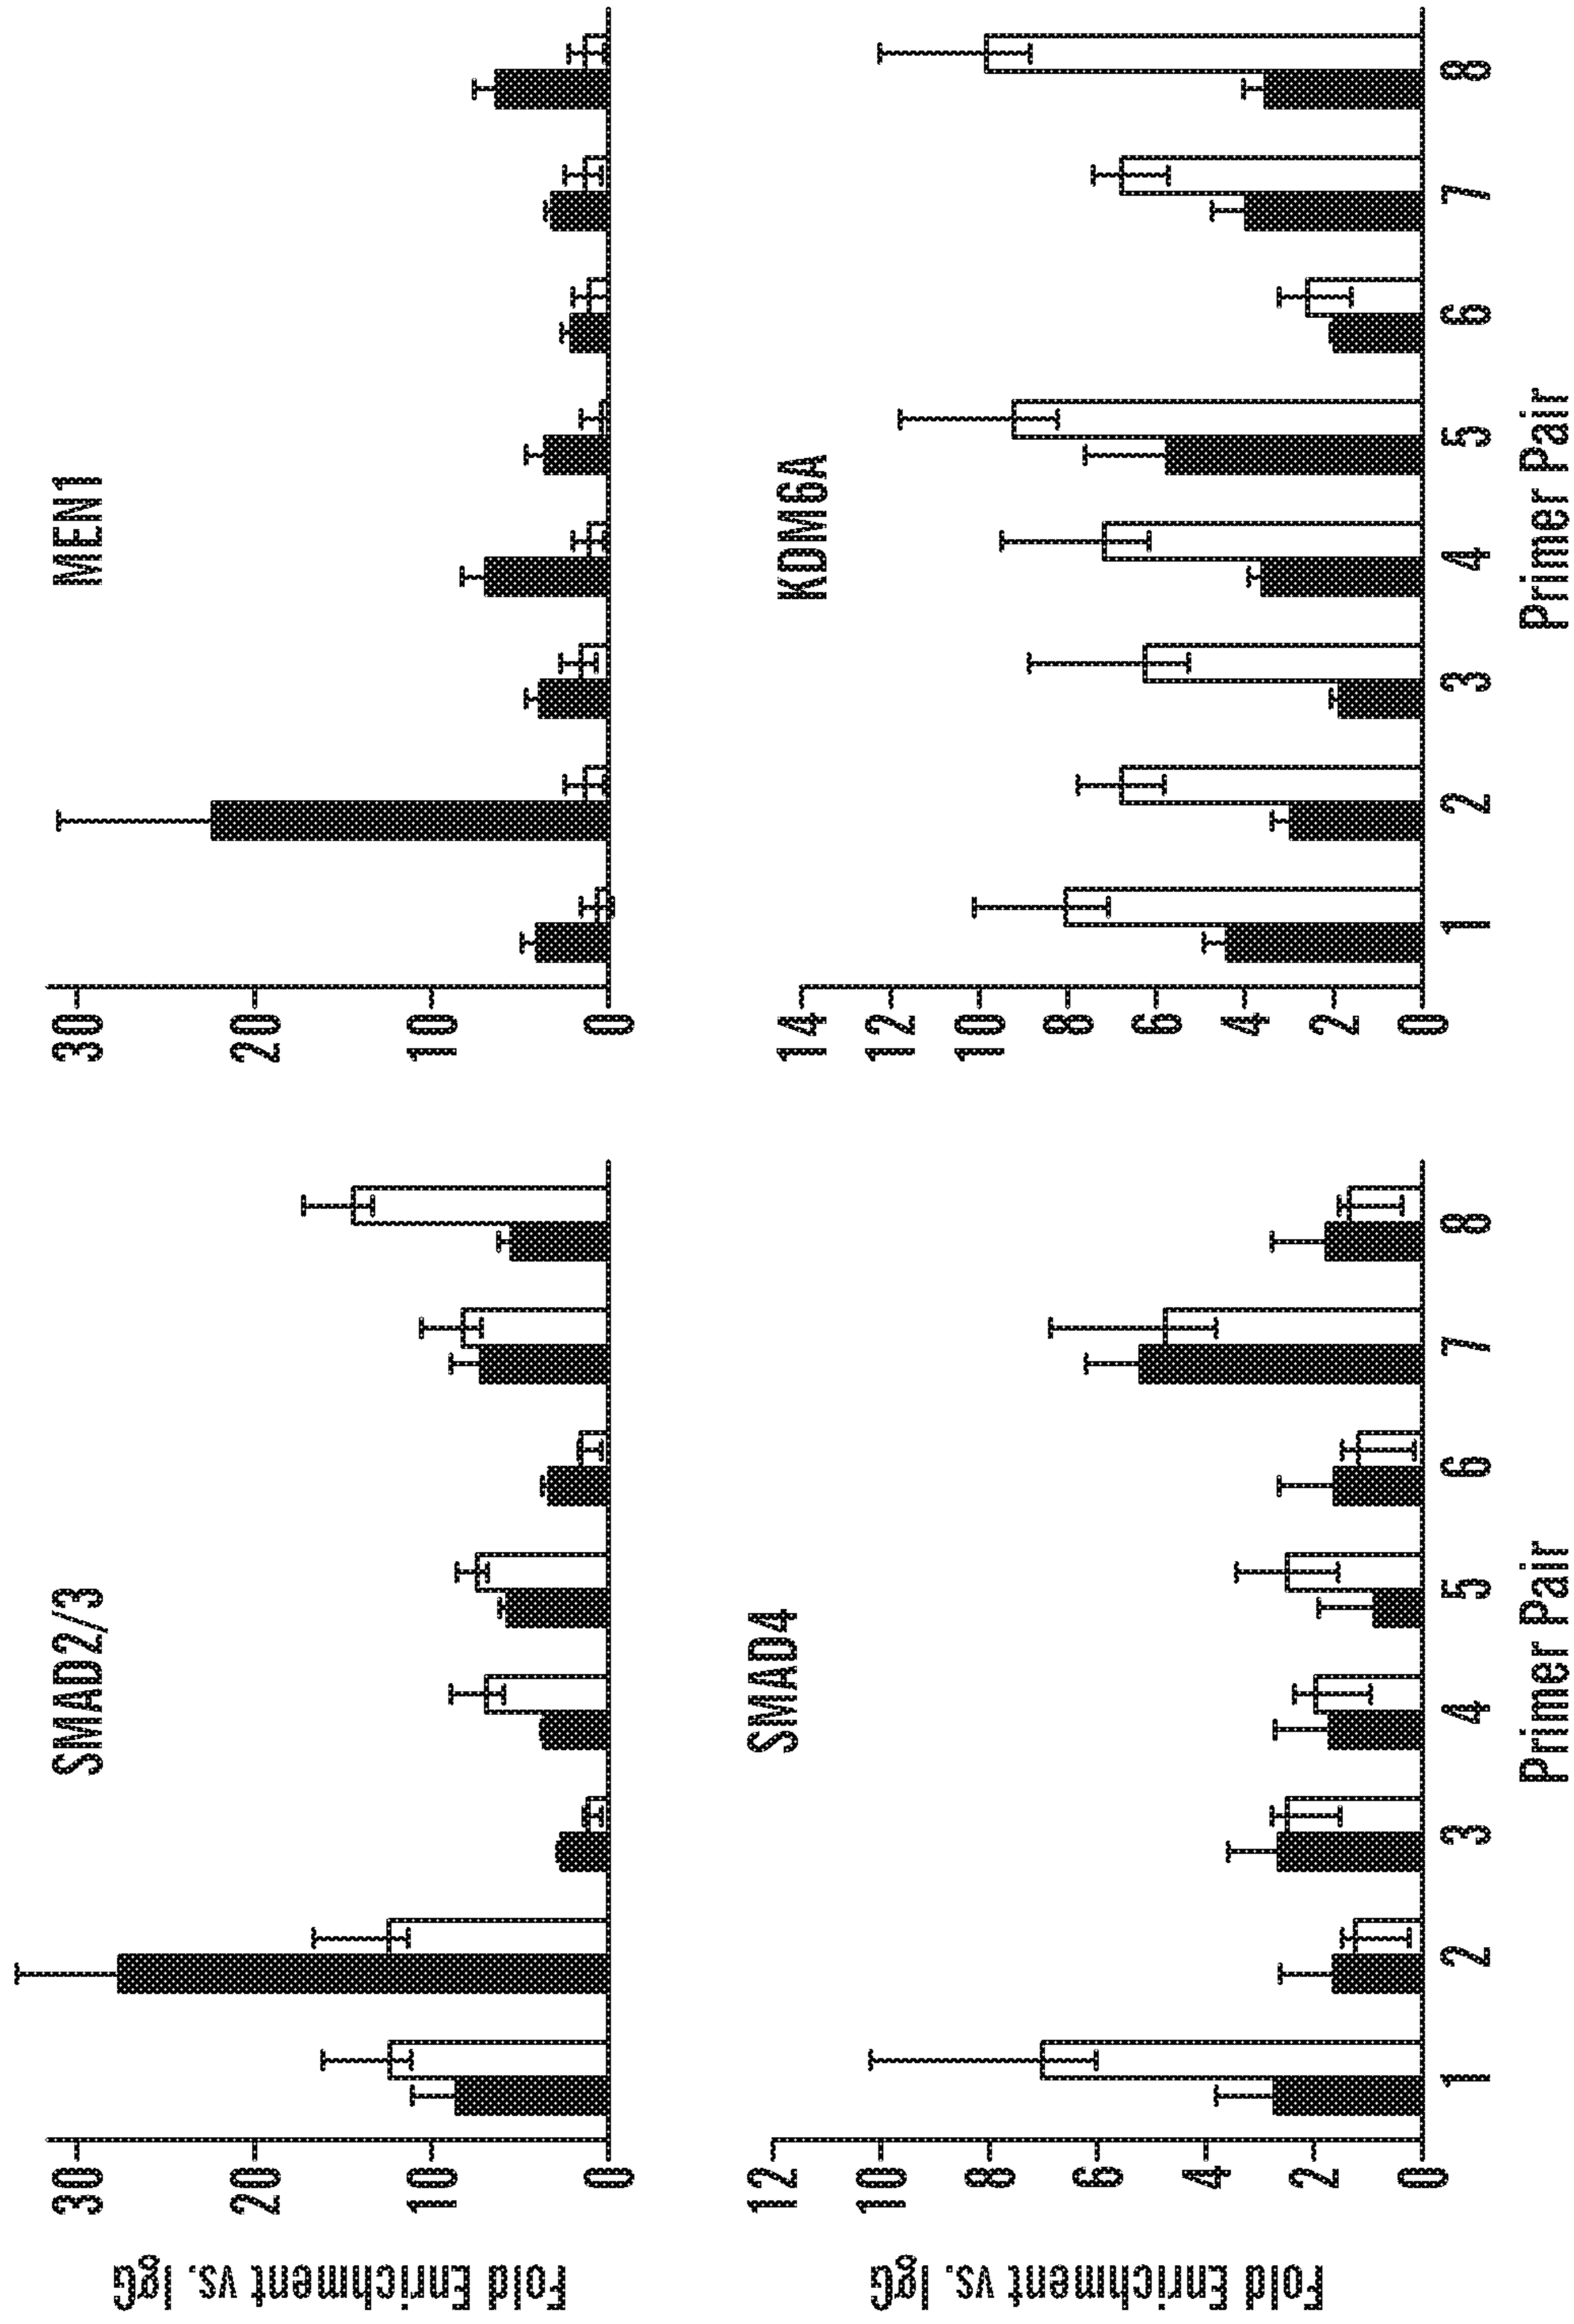 SMAD2/3
Fold Enrichment vs. IgG
30
20
10
0
MEN1
30
20
10
0
SMAD4
Fold Enrichment vs. IgG
12
10
8
6
4
2
0
1 2 3 4 5 6 7 8
Primer Pair
KDM6A
14
12
10
8
6
4
2
0
1 2 3 4 5 6 7 8
Primer Pair